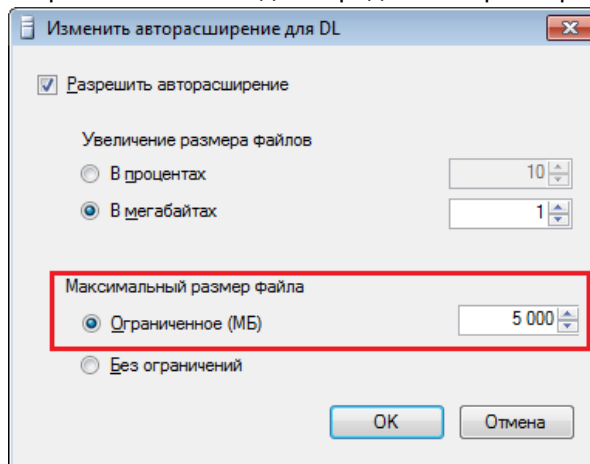 Изменить авторасширение для DL
Разрешить авторасширение
Увеличение размера файлов
В процентах 10
В мегабайтах 1
Максимальный размер файла
Ограниченное (МБ) 5 000
Без ограничений
OK Отмена